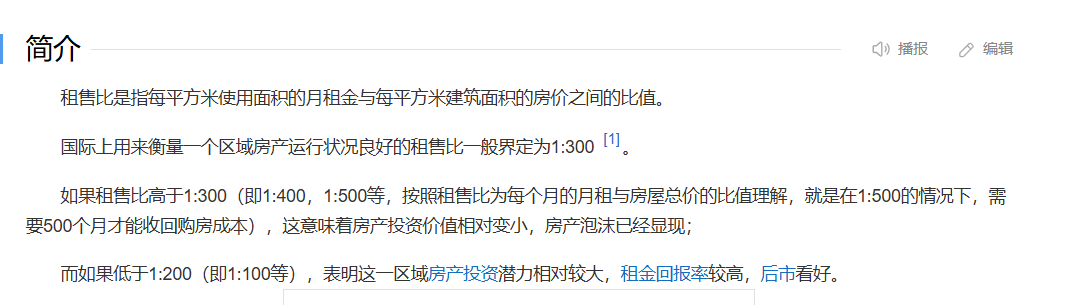 简介
播报
编辑
租售比是指每平方米使用面积的月租金与每平方米建筑面积的房价之间的比值。
国际上用来衡量一个区域房产运行状况良好的租售比一般界定为1:300 [1] 。
如果租售比高于1:300（即1:400，1:500等，按照租售比为每个月的月租与房屋总价的比值理解，就是在1:500的情况下，需
要500个月才能收回购房成本），这意味着房产投资价值相对变小，房产泡沫已经显现；
而如果低于1:200（即1:100等），表明这一区域房产投资潜力相对较大，租金回报率较高，后市看好。